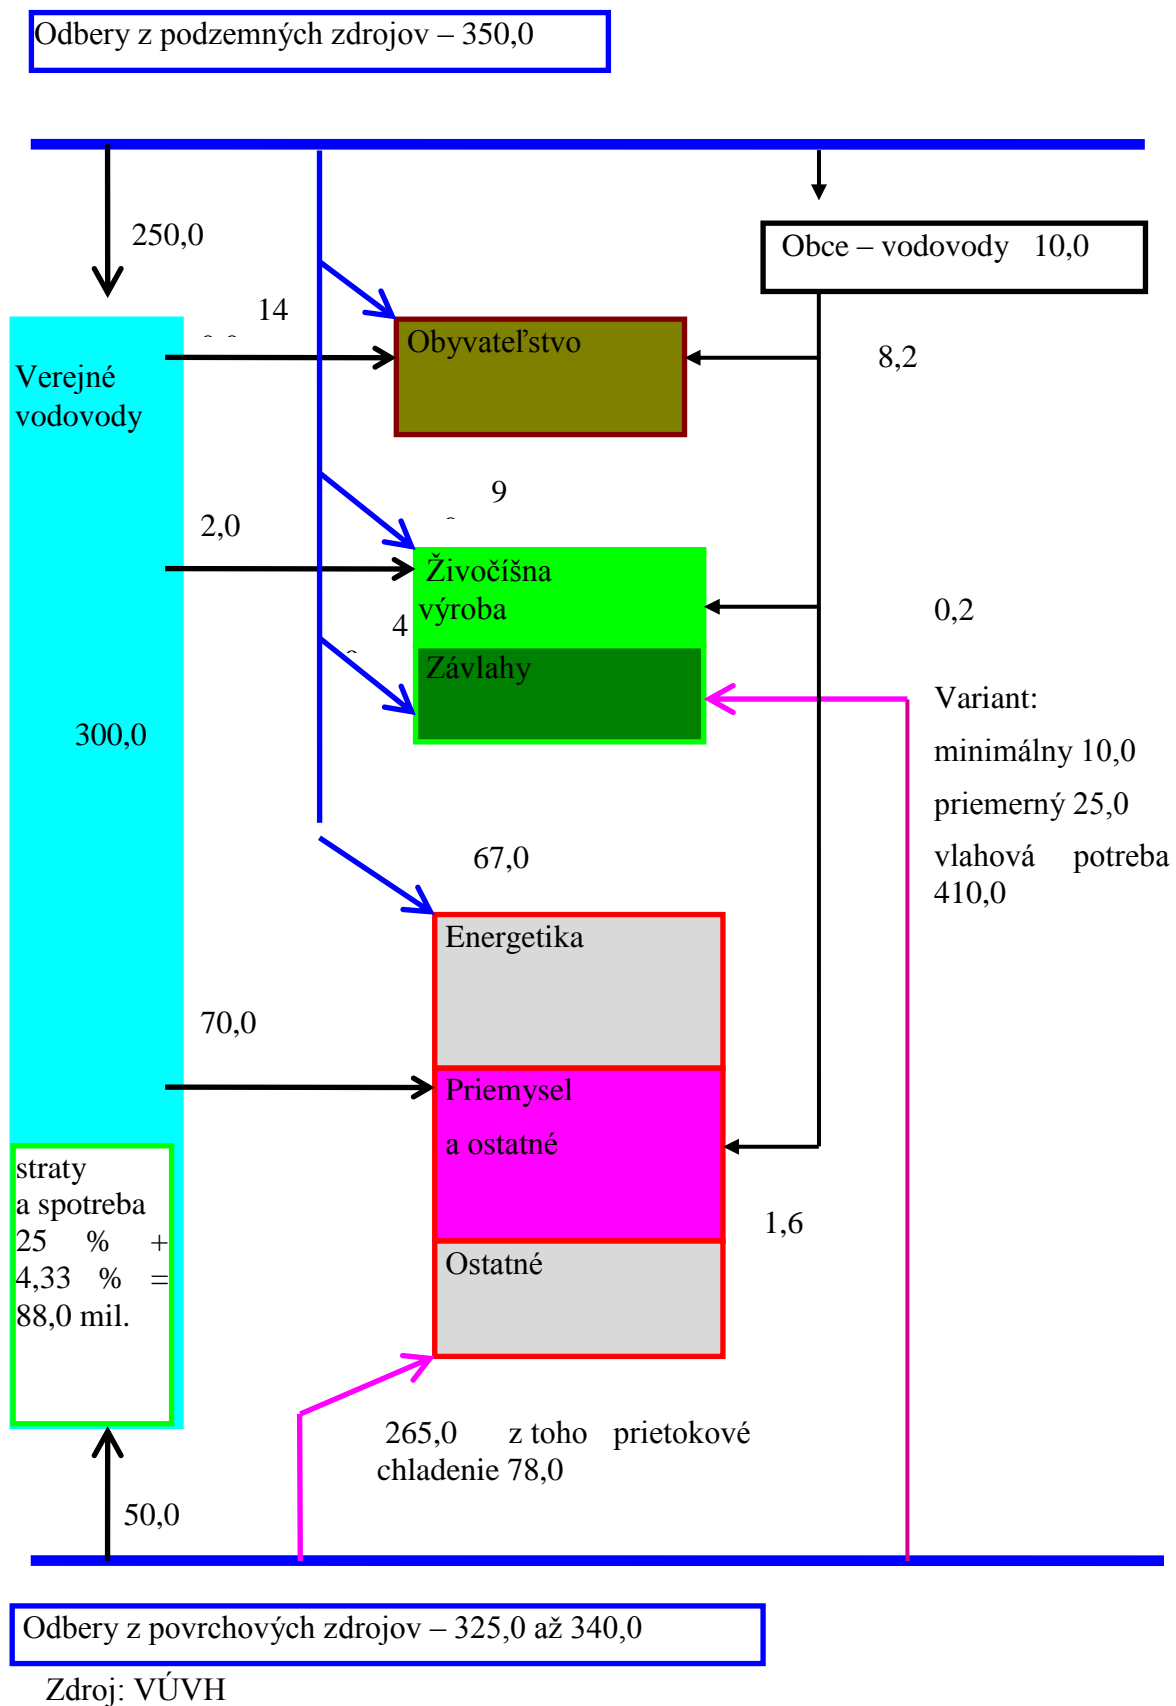 Odbery z podzemných zdrojov – 350,0
250,0
Obce – vodovody 10,0
14
Obyvateľstvo
8,2
Verejné
vodovody
9
2,0
Živočíšna
výroba
0,2
4
Závlahy
300,0
Variant:
minimálny 10,0
priemerný 25,0
vlahová potreba
410,0
67,0
Energetika
70,0
Priemysel
a ostatné
straty
a spotreba
25 % +
4,33 % =
88,0 mil.
1,6
Ostatné
265,0 z toho prietokové
chladenie 78,0
50,0
Odbery z povrchových zdrojov – 325,0 až 340,0
Zdroj: VÚVH